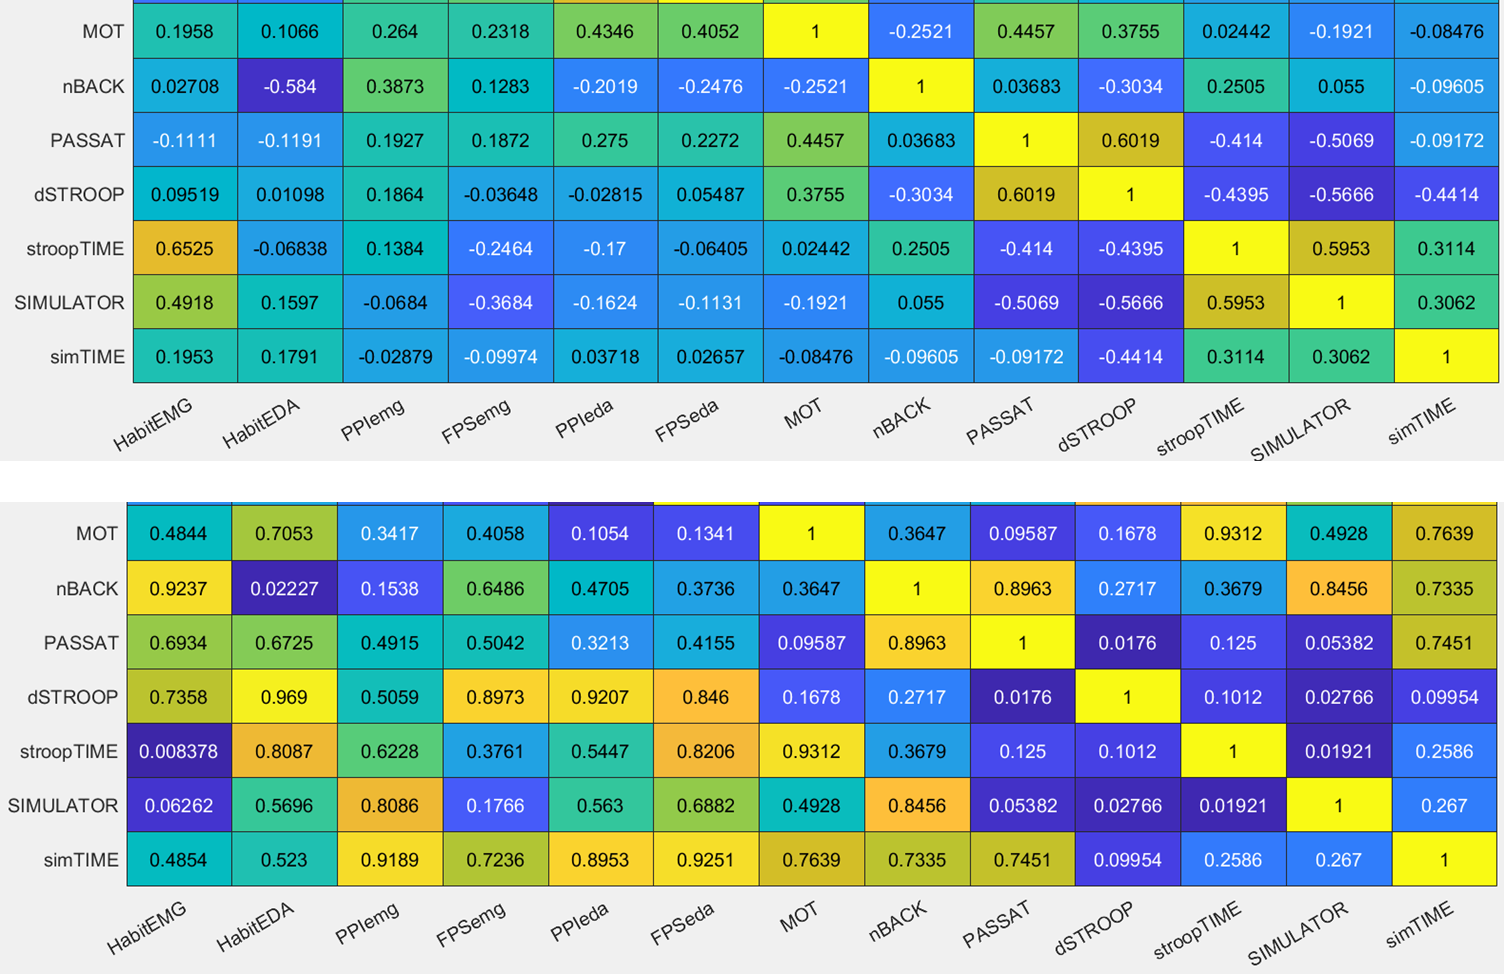 MOT 0.1958 0.1066 0.264 0.2318 0.4346 0.4052 1 -0.2521 0.4457 0.3755 0.02442 -0.1921 -0.08476
nBACK 0.02708 -0.584 0.3873 0.1283 -0.2019 -0.2476 -0.2521 1 0.03683 -0.3034 0.2505 0.055 -0.09605
PASSAT -0.1111 -0.1191 0.1927 0.1872 0.275 0.2272 0.4457 0.03683 1 0.6019 -0.414 -0.5069 -0.09172
dSTROOP 0.09519 0.01098 0.1864 -0.03648 -0.02815 0.05487 0.3755 -0.3034 0.6019 1 -0.4395 -0.5666 -0.4414
stroopTIME 0.6525 -0.06838 0.1384 -0.2464 -0.17 -0.06405 0.02442 0.2505 -0.414 -0.4395 1 0.5953 0.3114
SIMULATOR 0.4918 0.1597 -0.0684 -0.3684 -0.1624 -0.1131 -0.1921 0.055 -0.5069 -0.5666 0.5953 1 0.3062
simTIME 0.1953 0.1791 -0.02879 -0.09974 0.03718 0.02657 -0.08476 -0.09605 -0.09172 -0.4414 0.3114 0.3062 1
HabitEMG HabitEDA PPIemg FPSemg PPIeda FPSeda MOT nBACK PASSAT dSTROOP stroopTIME SIMULATOR simTIME
MOT 0.4844 0.7053 0.3417 0.4058 0.1054 0.1341 1 0.3647 0.09587 0.1678 0.9312 0.4928 0.7639
nBACK 0.9237 0.02227 0.1538 0.6486 0.4705 0.3736 0.3647 1 0.8963 0.2717 0.3679 0.8456 0.7335
PASSAT 0.6934 0.6725 0.4915 0.5042 0.3213 0.4155 0.09587 0.8963 1 0.0176 0.125 0.05382 0.7451
dSTROOP 0.7358 0.969 0.5059 0.8973 0.9207 0.846 0.1678 0.2717 0.0176 1 0.1012 0.02766 0.09954
stroopTIME 0.008378 0.8087 0.6228 0.3761 0.5447 0.8206 0.9312 0.3679 0.125 0.1012 1 0.01921 0.2586
SIMULATOR 0.06262 0.5696 0.8086 0.1766 0.563 0.6882 0.4928 0.8456 0.05382 0.02766 0.01921 1 0.267
simTIME 0.4854 0.523 0.9189 0.7236 0.8953 0.9251 0.7639 0.7335 0.7451 0.09954 0.2586 0.267 1
HabitEMG HabitEDA PPIemg FPSemg PPIeda FPSeda MOT nBACK PASSAT dSTROOP stroopTIME SIMULATOR simTIME